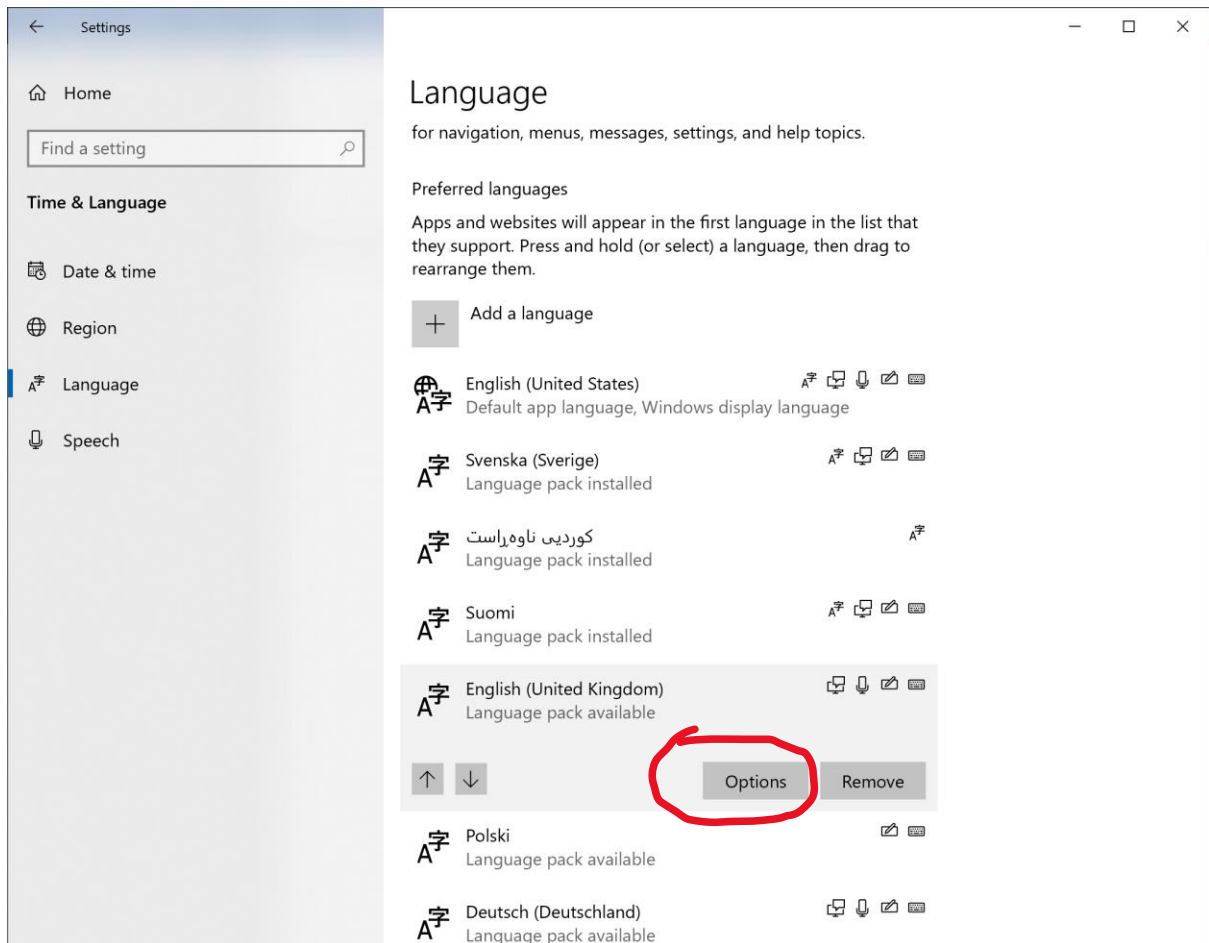 Settings
Home
Find a setting
Time & Language
Date & time
Region
Language
Speech
Language
for navigation, menus, messages, settings, and help topics.
Preferred languages
Apps and websites will appear in the first language in the list that
they support. Press and hold (or select) a language, then drag to
rearrange them.
Add a language
English (United States)
Default app language, Windows display language
Svenska (Sverige)
Language pack installed
کوردیی ناوەڕاست
Language pack installed
Suomi
Language pack installed
English (United Kingdom)
Language pack available
Options
Remove
Polski
Language pack available
Deutsch (Deutschland)
Language pack available